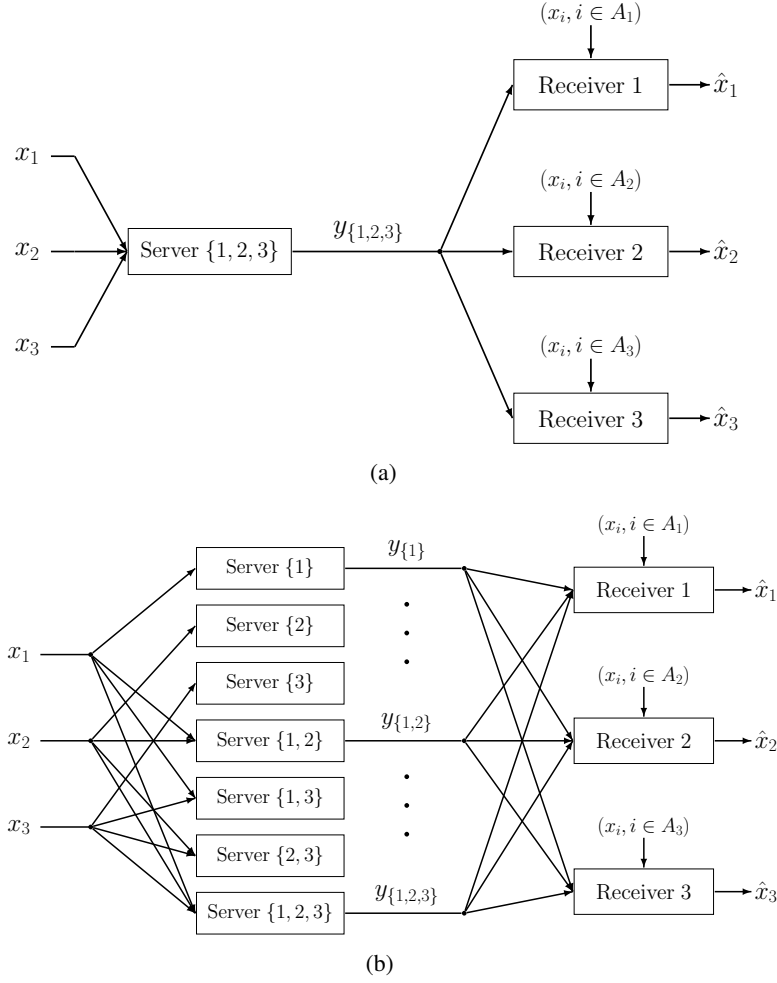 (x_1, i ∈ A_1)
Receiver 1
x̂_1
x_1
(x_i, i ∈ A_2)
x_2
Server {1, 2, 3}
y_{1,2,3}
Receiver 2
x̂_2
x_3
(x_i, i ∈ A_3)
Receiver 3
x̂_3
(a)
(x_i, i ∈ A_1)
y_{1}
Server {1}
Receiver 1
x̂_1
Server {2}
x_1
Server {3}
(x_i, i ∈ A_2)
y_{1,2}
x_2
Server {1, 2}
Receiver 2
x̂_2
Server {1, 3}
x_3
(x_i, i ∈ A_3)
Server {2, 3}
y_{1,2,3}
Receiver 3
x̂_3
Server {1, 2, 3}
(b)